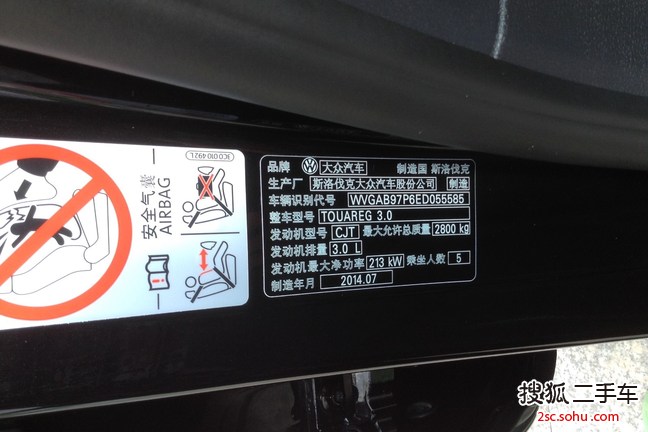 3C0 010 492L
安全气囊
AIRBAG
品牌 大众汽车 制造国 斯洛伐克
生产厂 斯洛伐克大众汽车股份公司 制造
车辆识别代号 WVGAB97P6ED055585
整车型号 TOUAREG 3.0
发动机型号 CJT 最大允许总质量 2800 kg
发动机排量 3.0 L
发动机最大净功率 213 kW 乘坐人数 5
制造年月 2014.07
搜狐二手车
2sc.sohu.com